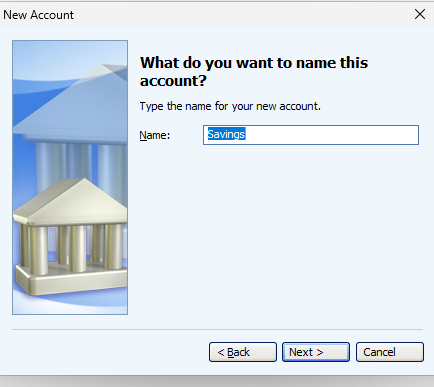 New Account
What do you want to name this
account?
Type the name for your new account.
Name: Savings
< Back Next > Cancel